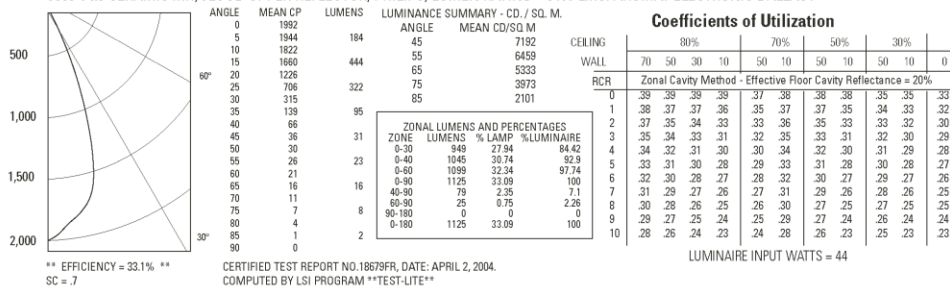 500
1,000
1,500
2,000
60°
30°
** EFFICIENCY = 33.1% **
SC = .7
ANGLE MEAN CP LUMENS
0 1992
5 1944 184
10 1822
15 1660 444
20 1226
25 706 322
30 315
35 139 95
40 66
45 36 31
50 30
55 26 23
60 21
65 16 16
70 11
75 7 8
80 4
85 1 2
90 0
CERTIFIED TEST REPORT NO.18679FR, DATE: APRIL 2, 2004.
COMPUTED BY LSI PROGRAM **TEST-LITE**
LUMINANCE SUMMARY - CD. / SQ. M.
ANGLE MEAN CD/SQ M
45 7192
55 6459
65 5333
75 3973
85 2101
ZONAL LUMENS AND PERCENTAGES
ZONE LUMENS % LAMP %LUMINAIRE
0-30 949 27.94 84.42
0-40 1045 30.74 92.9
0-60 1099 32.34 97.74
0-90 1125 33.09 100
40-90 79 2.35 7.1
60-90 25 0.75 2.26
90-180 0 0 0
0-180 1125 33.09 100
Coefficients of Utilization
CEILING 80% 70% 50% 30%
WALL 70 50 30 10 50 10 50 10 50 10 0
RCR Zonal Cavity Method - Effective Floor Cavity Reflectance = 20%
0 .39 .39 .39 .39 .37 .38 .38 .38 .35 .35 .33
1 .38 .37 .37 .36 .35 .37 .37 .35 .34 .33 .32
2 .37 .35 .34 .33 .33 .36 .35 .33 .33 .32 .30
3 .35 .34 .33 .31 .32 .35 .33 .31 .32 .30 .29
4 .34 .32 .31 .30 .30 .34 .32 .30 .31 .29 .28
5 .33 .31 .30 .28 .29 .33 .31 .28 .30 .28 .27
6 .32 .30 .28 .27 .28 .32 .30 .27 .29 .27 .26
7 .31 .29 .27 .26 .27 .31 .29 .26 .28 .26 .25
8 .30 .28 .26 .25 .26 .30 .27 .25 .27 .25 .25
9 .29 .27 .25 .24 .25 .29 .27 .24 .26 .24 .24
10 .28 .26 .24 .23 .24 .28 .26 .23 .25 .23 .23
LUMINAIRE INPUT WATTS = 44